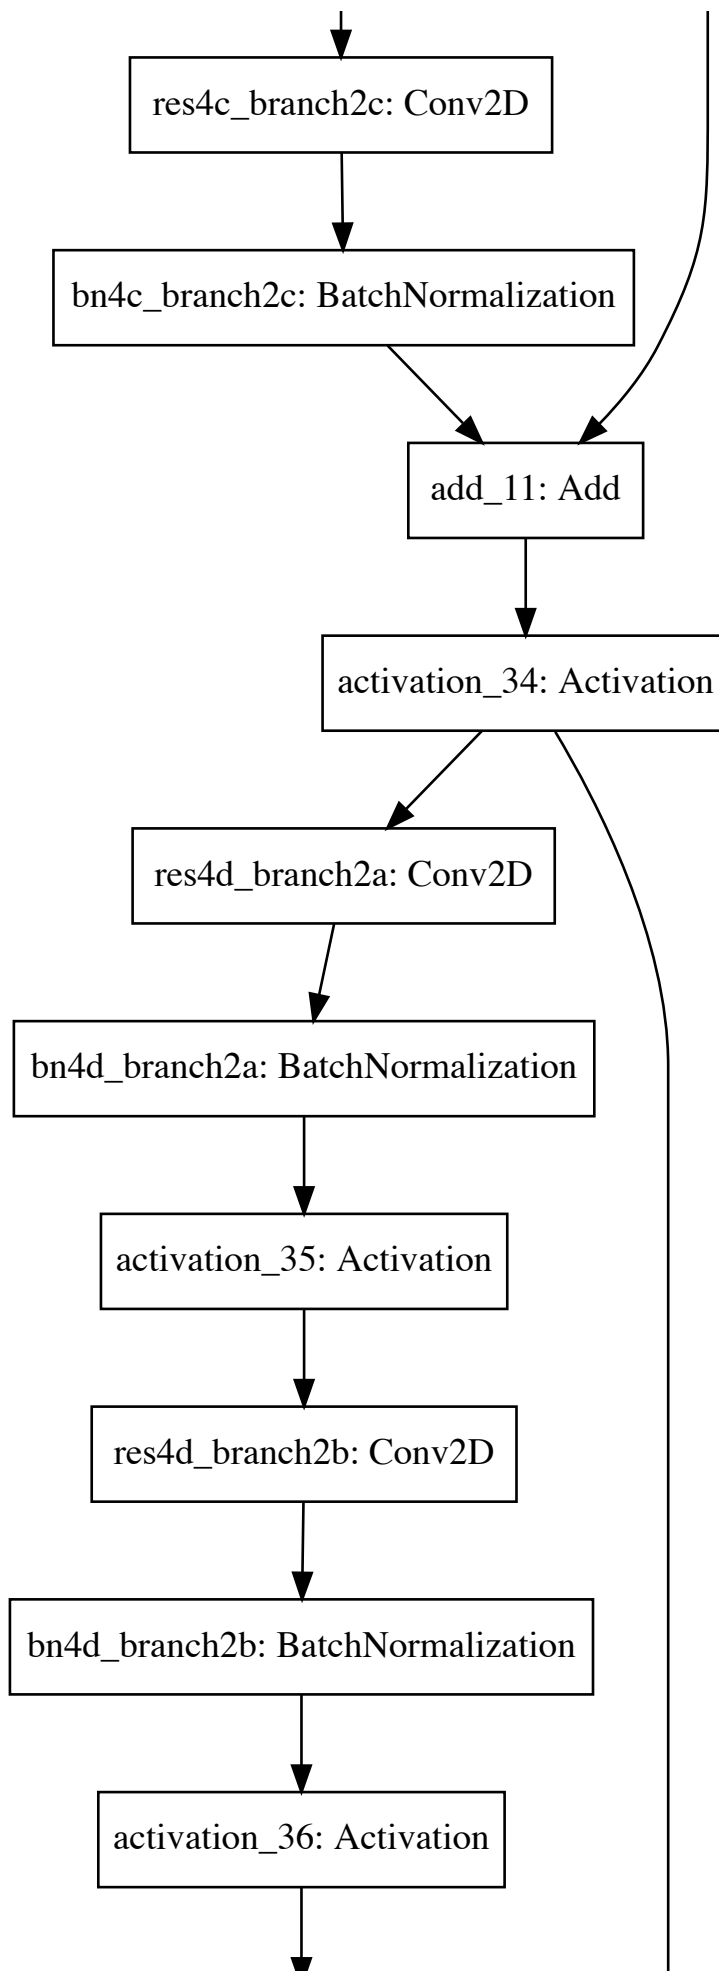 res4c_branch2c: Conv2D
bn4c_branch2c: BatchNormalization
add_11: Add
activation_34: Activation
res4d_branch2a: Conv2D
bn4d_branch2a: BatchNormalization
activation_35: Activation
res4d_branch2b: Conv2D
bn4d_branch2b: BatchNormalization
activation_36: Activation